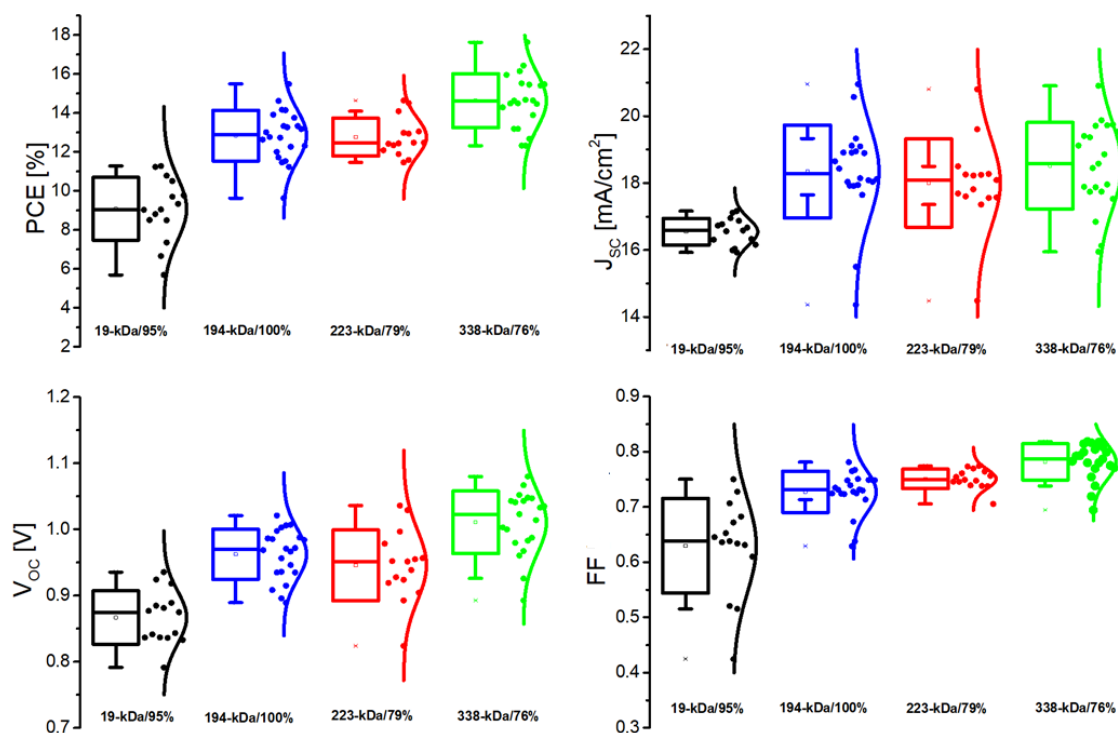 PCE [%]
18
16
14
12
10
8
6
4
2
19-kDa/95%
194-kDa/100%
223-kDa/79%
338-kDa/76%
J_SC [mA/cm²]
22
20
18
16
14
19-kDa/95%
194-kDa/100%
223-kDa/79%
338-kDa/76%
V_OC [V]
1.2
1.1
1.0
0.9
0.8
0.7
19-kDa/95%
194-kDa/100%
223-kDa/79%
338-kDa/76%
FF
0.9
0.8
0.7
0.6
0.5
0.4
0.3
19-kDa/95%
194-kDa/100%
223-kDa/79%
338-kDa/76%